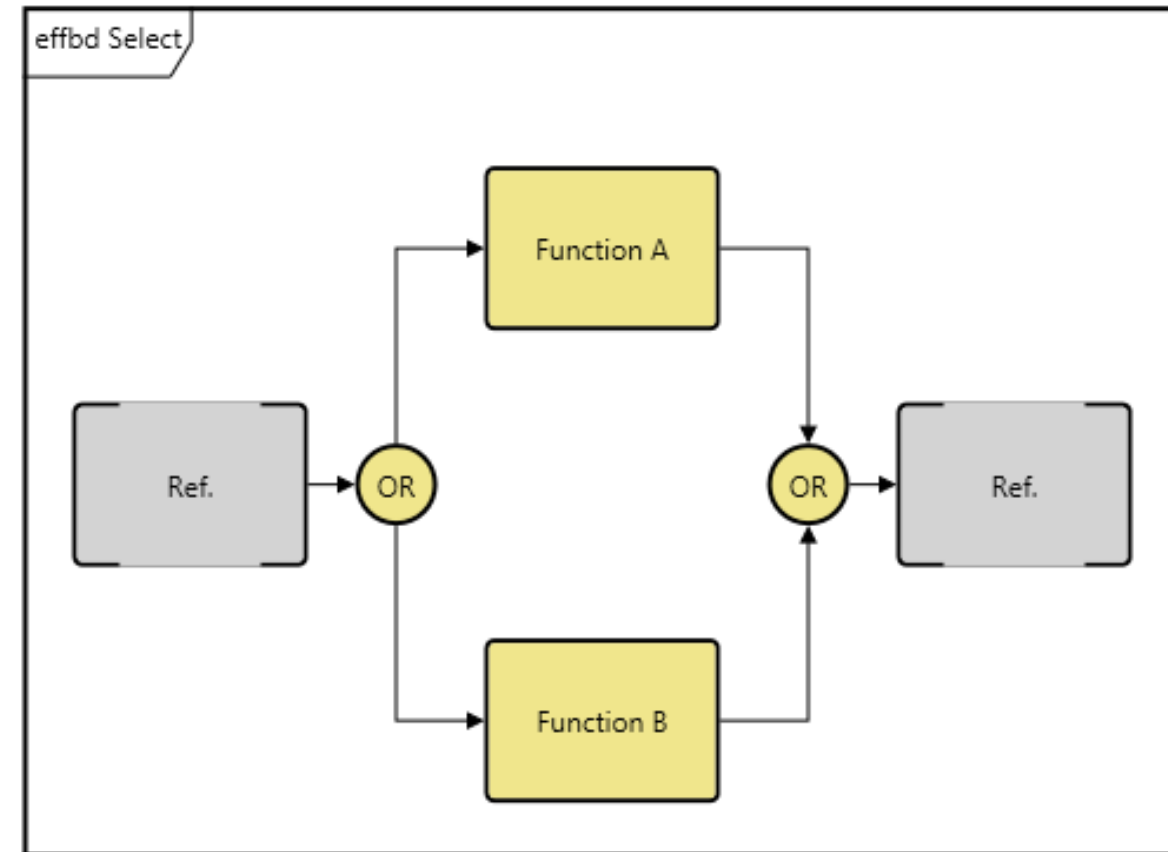 effbd Select
Function A
Ref.
OR
OR
Ref.
Function B